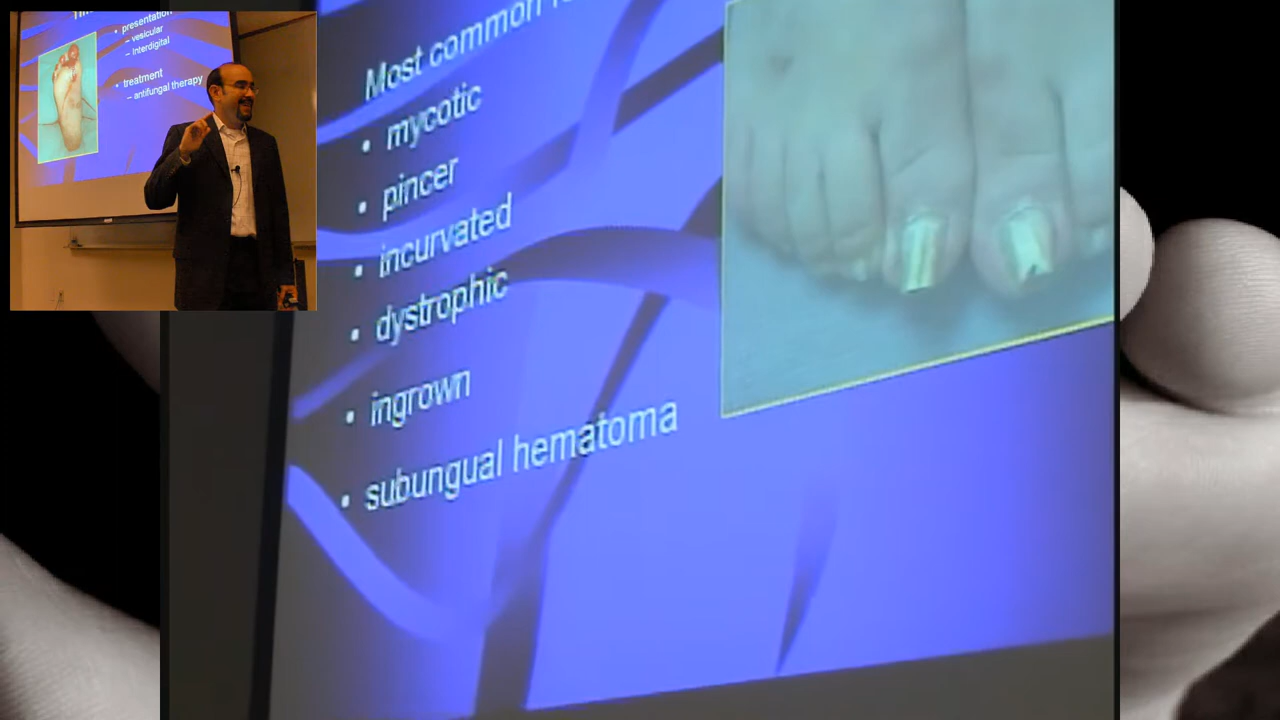 presentation
– vesicular
– Interdigital
• treatment
– antifungal therapy
Most common
• mycotic
• pincer
• incurvated
• dystrophic
• ingrown
• subungual hematoma